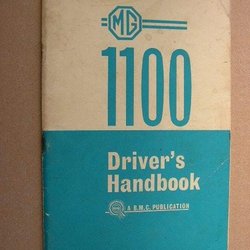 MG
1100
Driver's
Handbook
A B.M.C. PUBLICATION